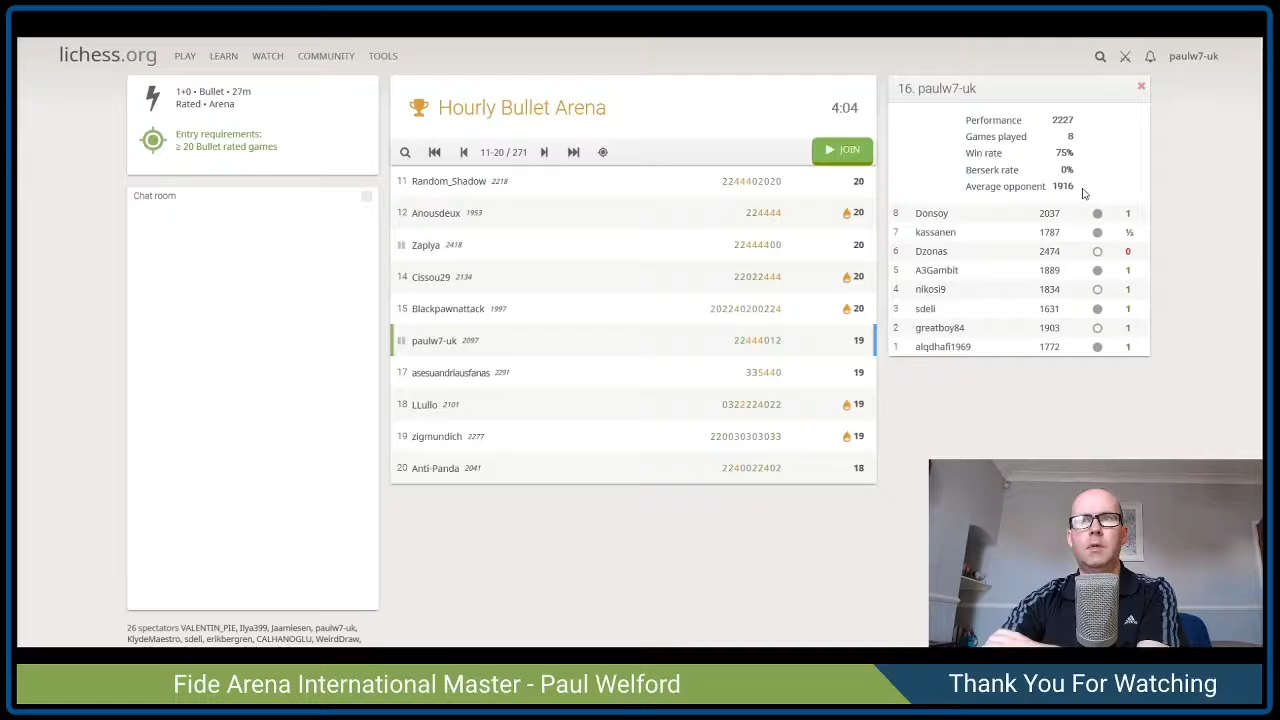 lichess.org PLAY LEARN WATCH COMMUNITY TOOLS paulw7-uk
1+0 • Bullet • 27m
Rated • Arena
Entry requirements:
≥ 20 Bullet rated games
Chat room
26 spectators VALENTIN_PIE, Ilya399, Jaamiesen, paulw7-uk,
KlydeMaestro, sdeli, erikbergren, CALHANOGLU, WeirdDraw,
Hourly Bullet Arena 4:04
11-20 / 271 JOIN
11 Random_Shadow 2218 2244402020 20
12 Anousdeux 1953 224444 20
Zaplya 2418 22444400 20
14 Cissou29 2134 22022444 20
15 Blackpawnattack 1997 202240200224 20
paulw7-uk 2097 22444012 19
17 asesuandriausfanas 2291 335440 19
18 LLullo 2101 0322224022 19
19 zigmundich 2277 220030303033 19
20 Anti-Panda 2041 2240022402 18
16. paulw7-uk
Performance 2227
Games played 8
Win rate 75%
Berserk rate 0%
Average opponent 1916
8 Donsoy 2037 1
7 kassanen 1787 ½
6 Dzonas 2474 0
5 A3Gambit 1889 1
4 nikosi9 1834 1
3 sdeli 1631 1
2 greatboy84 1903 1
1 alqdhafi1969 1772 1
Fide Arena International Master - Paul Welford
Thank You For Watching